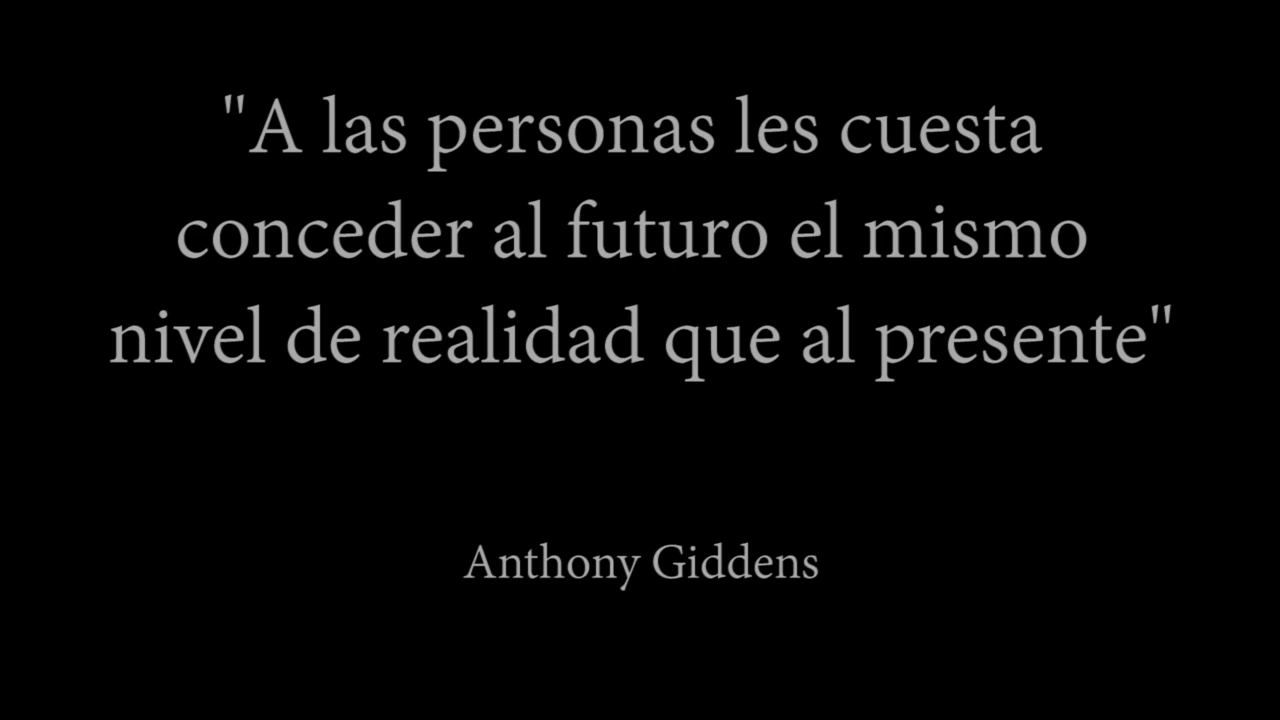 "A las personas les cuesta
conceder al futuro el mismo
nivel de realidad que al presente"
Anthony Giddens